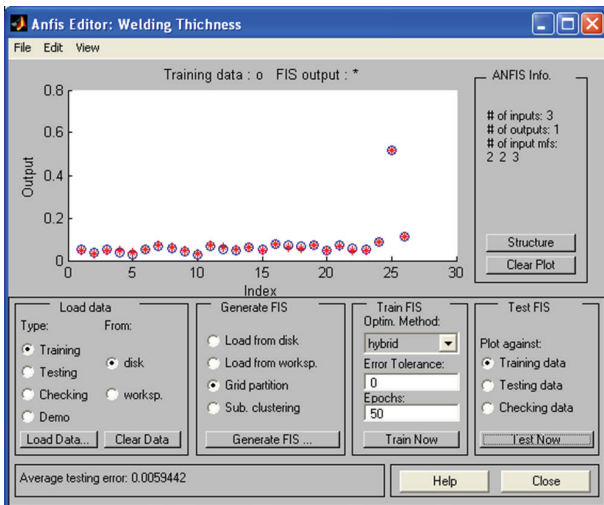 Anfis Editor: Welding Thichness
File Edit View
Training data : o FIS output : *
0.8
0.6
0.4
0.2
0
Output
0 5 10 15 20 25 30
Index
ANFIS Info.
# of inputs: 3
# of outputs: 1
# of input mfs:
2 2 3
Structure
Clear Plot
Load data
Type: From:
Training
Testing
Checking
Demo
disk
worksp.
Load Data... Clear Data
Generate FIS
Load from disk
Load from worksp.
Grid partition
Sub. clustering
Generate FIS ...
Train FIS
Optim. Method:
hybrid
Error Tolerance:
0
Epochs:
50
Train Now
Test FIS
Plot against:
Training data
Testing data
Checking data
Test Now
Average testing error: 0.0059442
Help Close